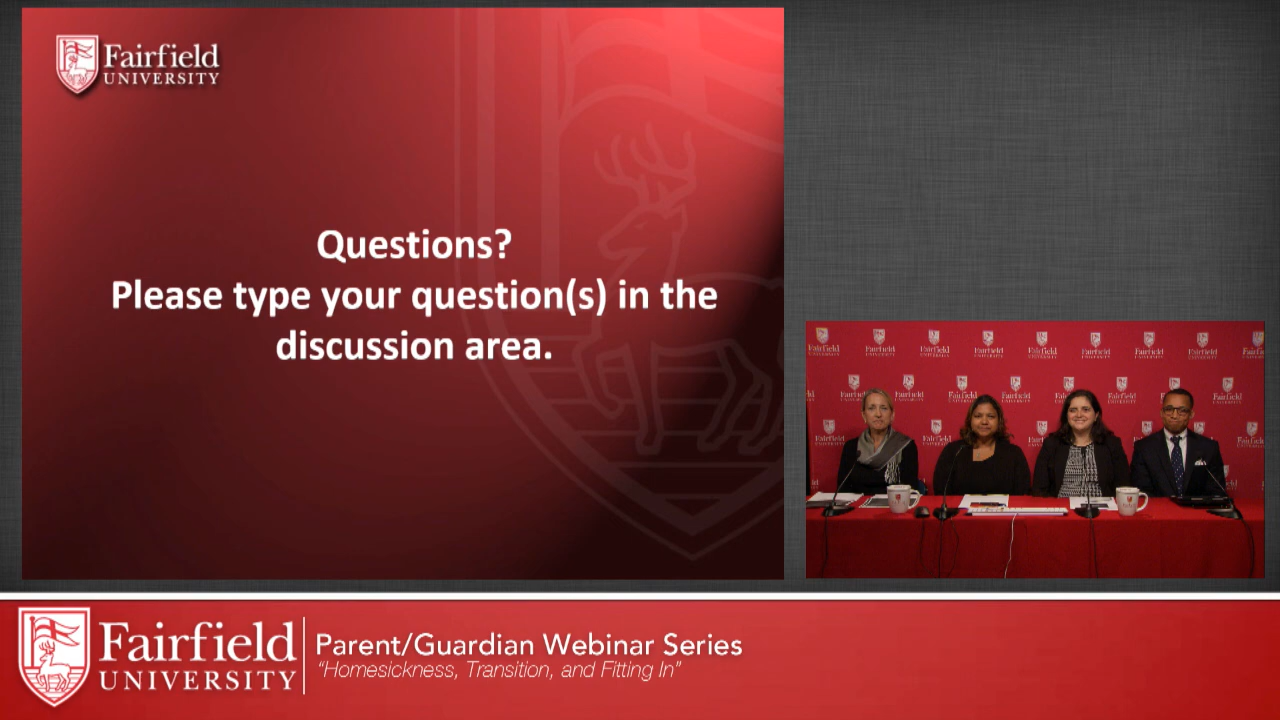 Fairfield
UNIVERSITY
Questions?
Please type your question(s) in the
discussion area.
Fairfield
UNIVERSITY
Parent/Guardian Webinar Series
“Homesickness, Transition, and Fitting In”